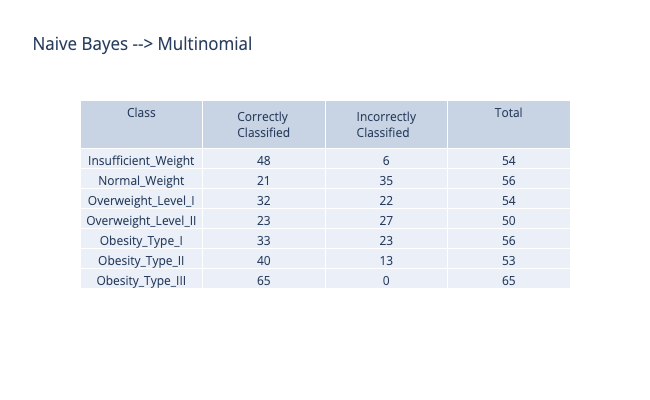 Naive Bayes --> Multinomial
Class Correctly Classified Incorrectly Classified Total
Insufficient_Weight 48 6 54
Normal_Weight 21 35 56
Overweight_Level_I 32 22 54
Overweight_Level_II 23 27 50
Obesity_Type_I 33 23 56
Obesity_Type_II 40 13 53
Obesity_Type_III 65 0 65